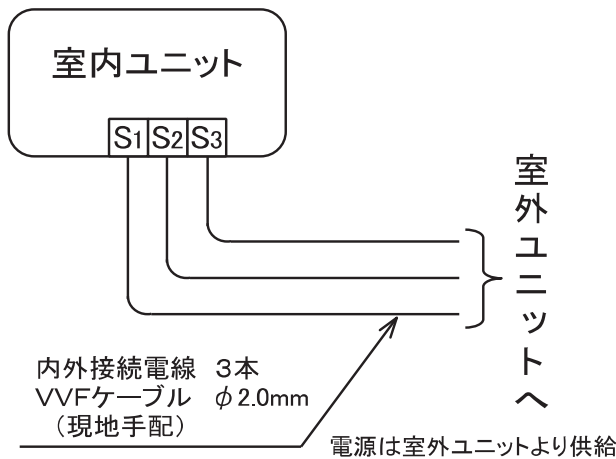 室内ユニット
S1 S2 S3
室外ユニットへ
内外接続電線 3本
VVFケーブル φ2.0mm
(現地手配)
電源は室外ユニットより供給